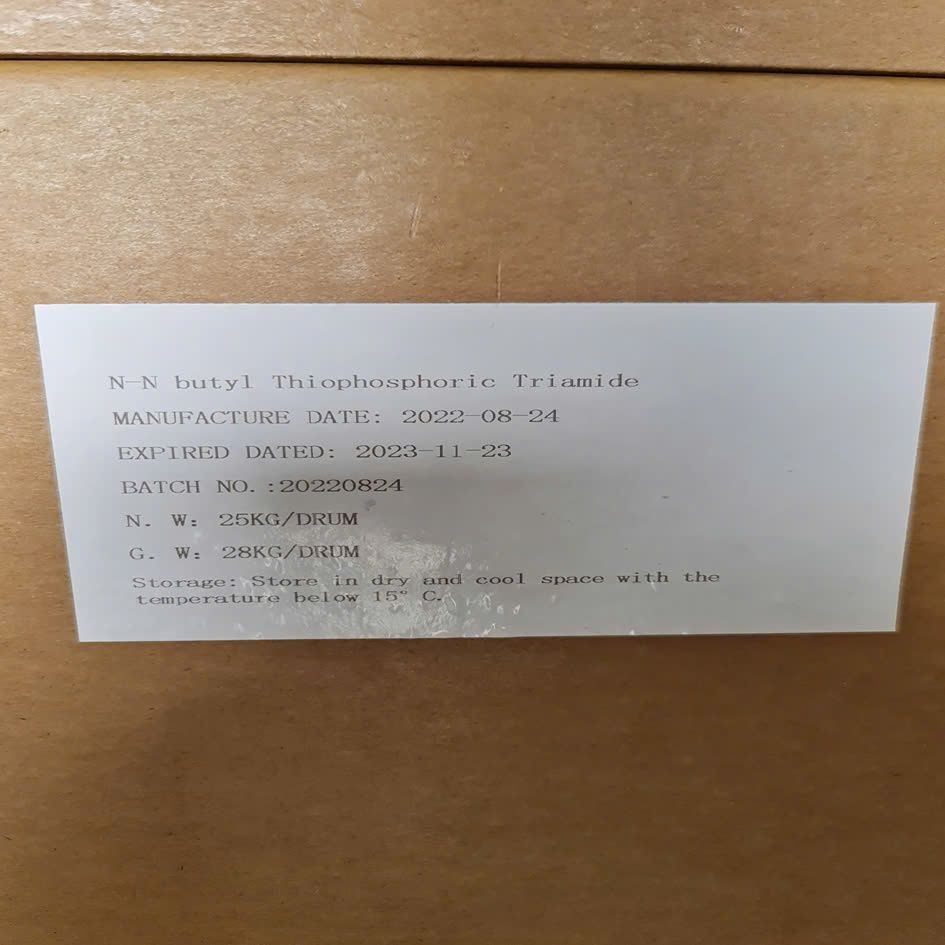 N-N butyl Thiophosphoric Triamide
MANUFACTURE DATE: 2022-08-24
EXPIRED DATED: 2023-11-23
BATCH NO.:20220824
N. W: 25KG/DRUM
G. W: 28KG/DRUM
Storage: Store in dry and cool space with the
temperature below 15° C.